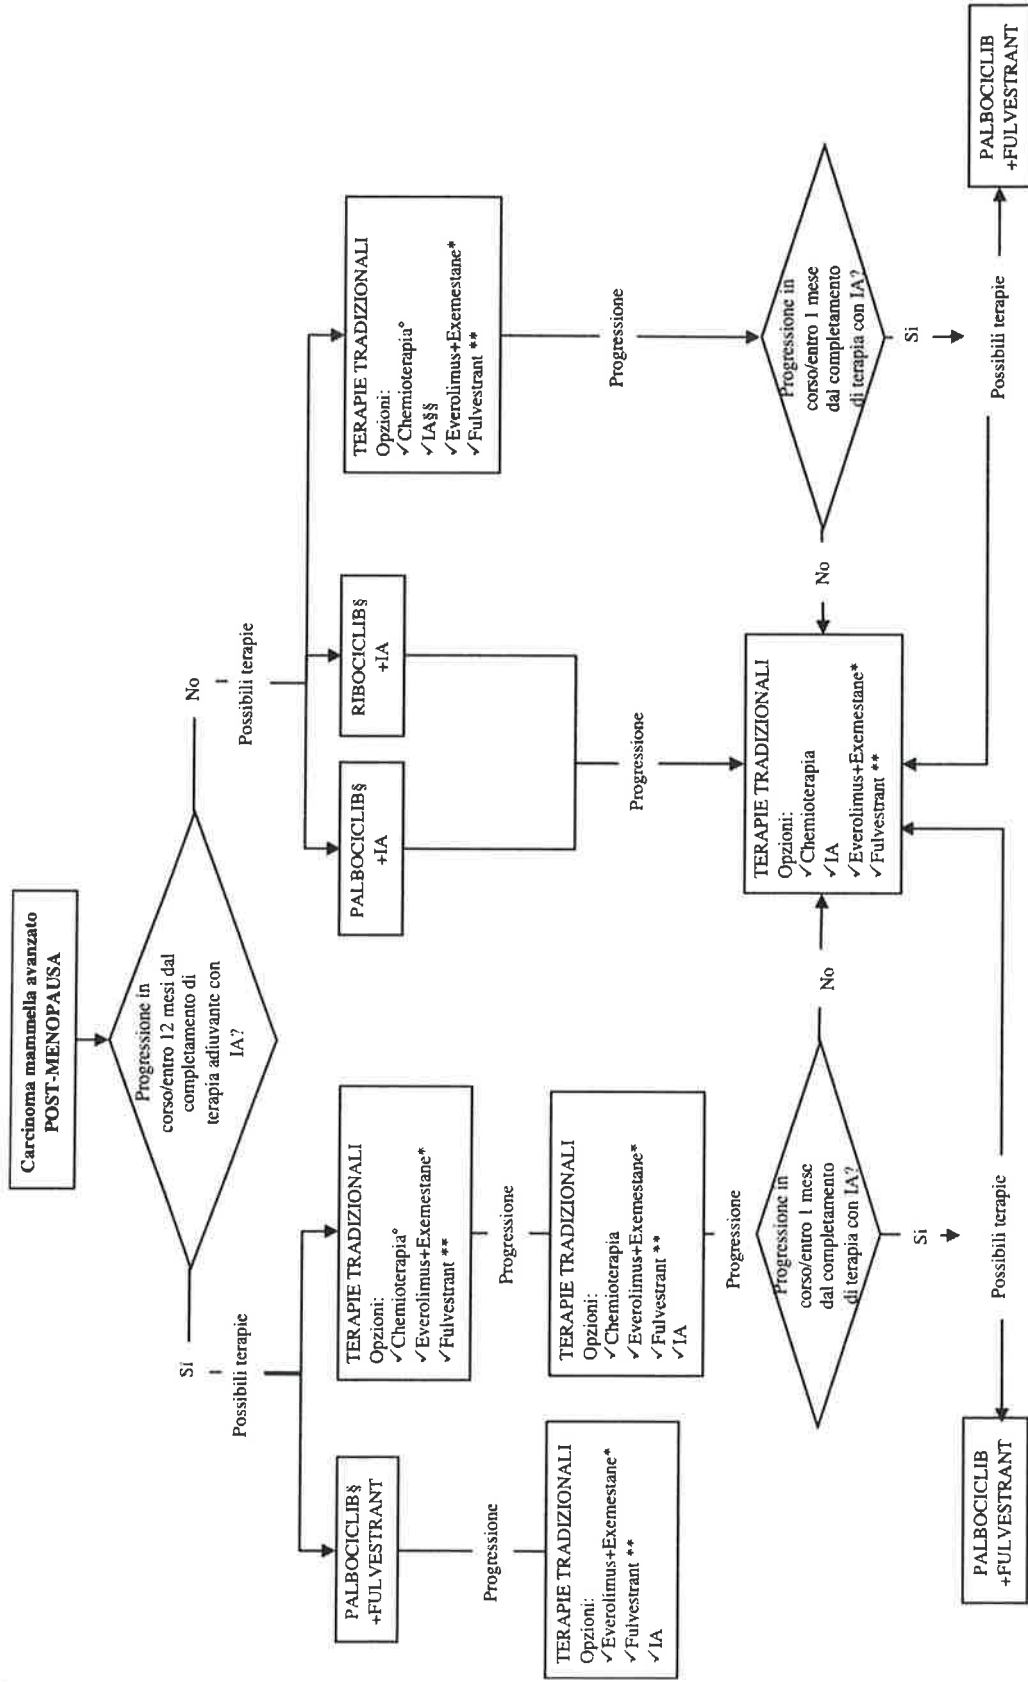 Carcinoma mammella avanzato
POST-MENOPAUSA
Progressione in
corso/entro 12 mesi dal
completamento di
terapia adiuvante con
IA?
Sì
Possibili terapie
No
Possibili terapie
PALBOCICLIB§
+FULVESTRANT
TERAPIE TRADIZIONALI
Opzioni:
✓Chemioterapia°
✓Everolimus+Exemestane*
✓Fulvestrant **
PALBOCICLIB§
+IA
RIBOCICLIB§
+IA
TERAPIE TRADIZIONALI
Opzioni:
✓Chemioterapia°
✓IA§§
✓Everolimus+Exemestane*
✓Fulvestrant **
Progressione
Progressione
TERAPIE TRADIZIONALI
Opzioni:
✓Everolimus+Exemestane*
✓Fulvestrant **
✓IA
TERAPIE TRADIZIONALI
Opzioni:
✓Chemioterapia
✓Everolimus+Exemestane*
✓Fulvestrant **
✓IA
Progressione
Progressione
Progressione
Progressione in
corso/entro 1 mese
dal completamento
di terapia con IA?
No
TERAPIE TRADIZIONALI
Opzioni:
✓Chemioterapia
✓IA
✓Everolimus+Exemestane*
✓Fulvestrant **
No
Progressione in
corso/entro 1 mese
dal completamento
di terapia con IA?
Si
Si
Possibili terapie
Possibili terapie
PALBOCICLIB
+FULVESTRANT
PALBOCICLIB
+FULVESTRANT